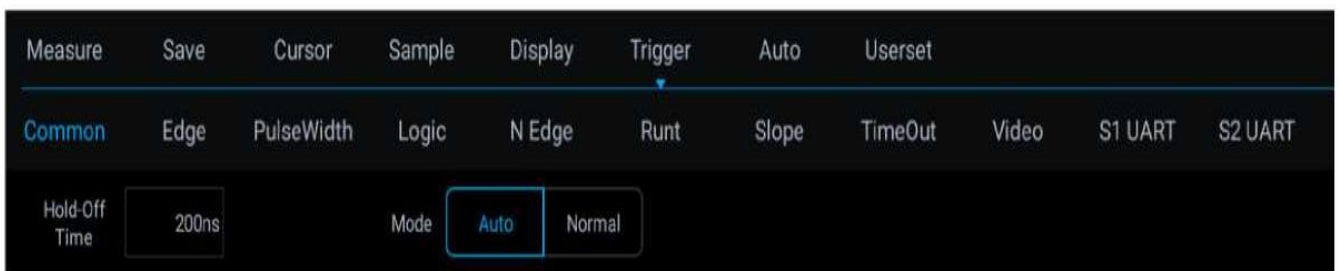 Measure Save Cursor Sample Display Trigger Auto Userset
Common Edge PulseWidth Logic N Edge Runt Slope TimeOut Video S1 UART S2 UART
Hold-Off
Time 200ns Mode Auto Normal